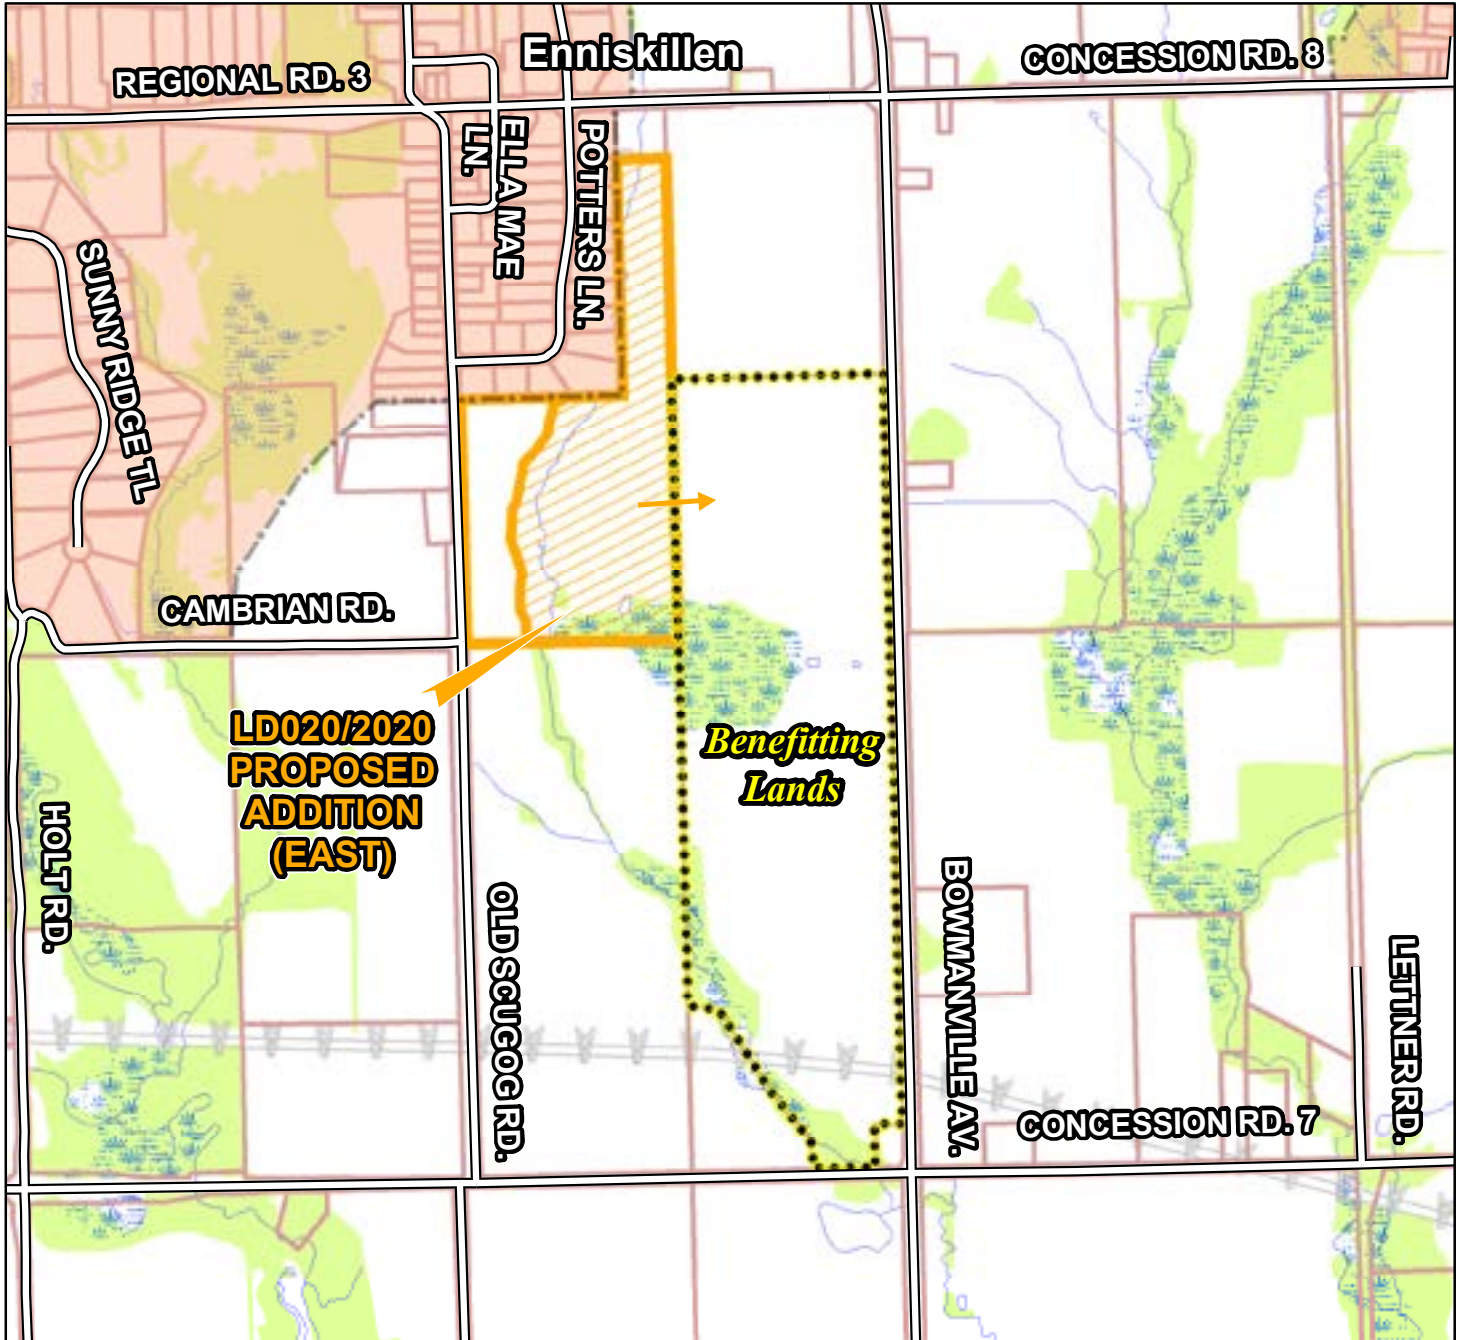 Enniskillen
REGIONAL RD. 3
CONCESSION RD. 8
ELLA MAE
LN.
POTTERS LN.
SUNNY RIDGE TL
CAMBRIAN RD.
LD020/2020
PROPOSED
ADDITION
(EAST)
Benefitting
Lands
HOLT RD.
OLD SCUGOG RD.
BOWMANVILLE AV.
LETTNER RD.
CONCESSION RD. 7